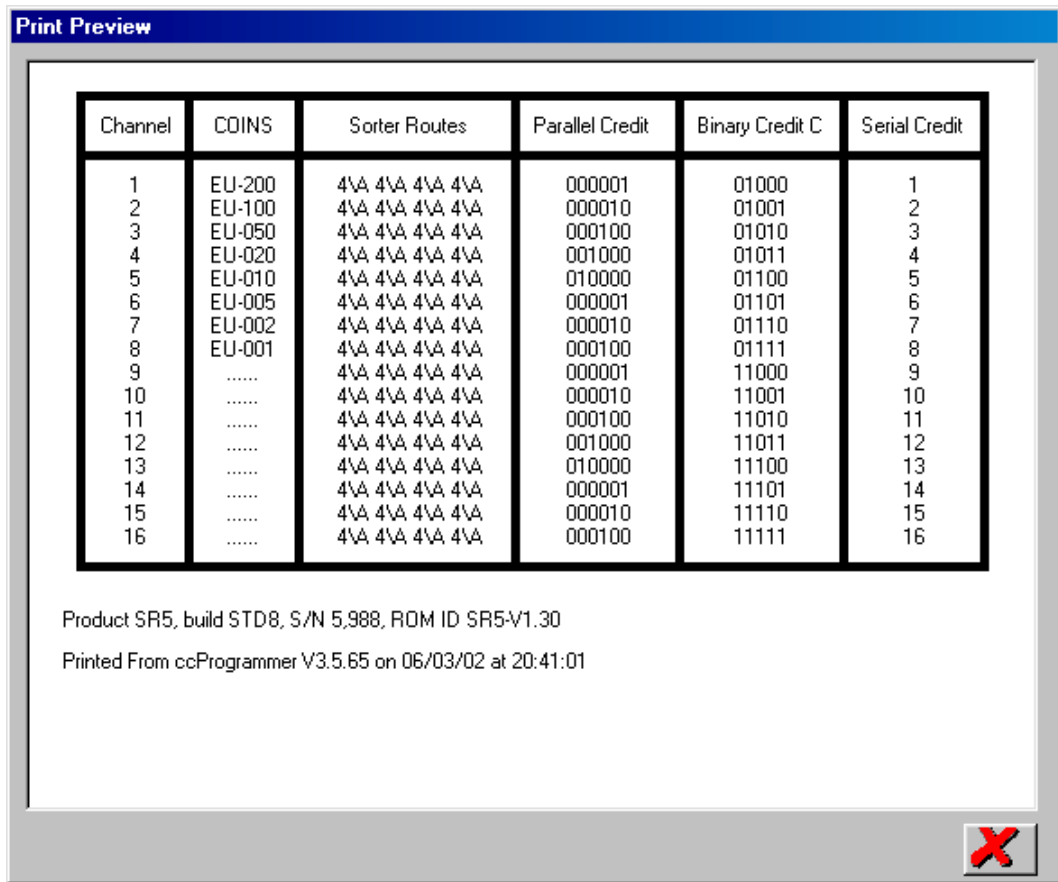 Print Preview
Channel COINS Sorter Routes Parallel Credit Binary Credit C Serial Credit
1 EU-200 4\A 4\A 4\A 4\A 000001 01000 1
2 EU-100 4\A 4\A 4\A 4\A 000010 01001 2
3 EU-050 4\A 4\A 4\A 4\A 000100 01010 3
4 EU-020 4\A 4\A 4\A 4\A 001000 01011 4
5 EU-010 4\A 4\A 4\A 4\A 010000 01100 5
6 EU-005 4\A 4\A 4\A 4\A 000001 01101 6
7 EU-002 4\A 4\A 4\A 4\A 000010 01110 7
8 EU-001 4\A 4\A 4\A 4\A 000100 01111 8
9 ...... 4\A 4\A 4\A 4\A 000001 11000 9
10 ...... 4\A 4\A 4\A 4\A 000010 11001 10
11 ...... 4\A 4\A 4\A 4\A 000100 11010 11
12 ...... 4\A 4\A 4\A 4\A 001000 11011 12
13 ...... 4\A 4\A 4\A 4\A 010000 11100 13
14 ...... 4\A 4\A 4\A 4\A 000001 11101 14
15 ...... 4\A 4\A 4\A 4\A 000010 11110 15
16 ...... 4\A 4\A 4\A 4\A 000100 11111 16
Product SR5, build STD8, S/N 5,988, ROM ID SR5-V1.30
Printed From ccProgrammer V3.5.65 on 06/03/02 at 20:41:01